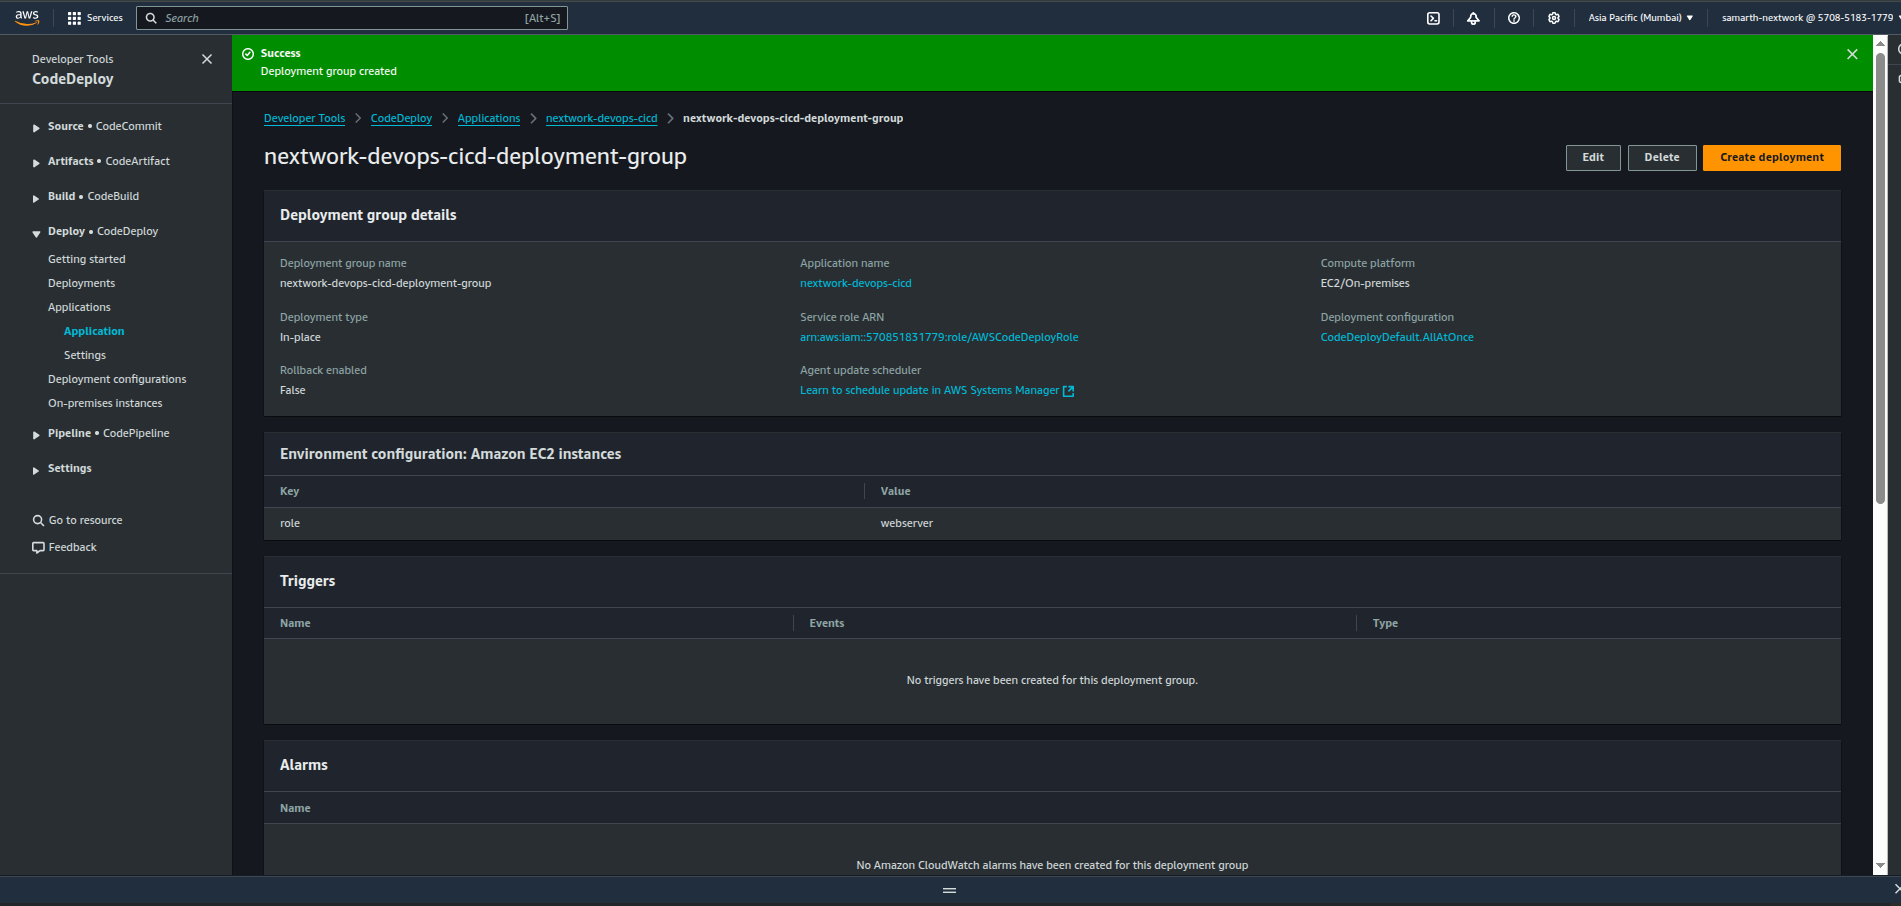 aws
Services
Search
[Alt+S]
Asia Pacific (Mumbai)
samarth-nextwork @ 5708-5183-1779
Developer Tools
CodeDeploy
Source • CodeCommit
Artifacts • CodeArtifact
Build • CodeBuild
Deploy • CodeDeploy
Getting started
Deployments
Applications
Application
Settings
Deployment configurations
On-premises instances
Pipeline • CodePipeline
Settings
Go to resource
Feedback
Success
Deployment group created
Developer Tools > CodeDeploy > Applications > nextwork-devops-cicd > nextwork-devops-cicd-deployment-group
nextwork-devops-cicd-deployment-group
Edit
Delete
Create deployment
Deployment group details
Deployment group name
nextwork-devops-cicd-deployment-group
Application name
nextwork-devops-cicd
Compute platform
EC2/On-premises
Deployment type
In-place
Service role ARN
arn:aws:iam::570851831779:role/AWSCodeDeployRole
Deployment configuration
CodeDeployDefault.AllAtOnce
Rollback enabled
False
Agent update scheduler
Learn to schedule update in AWS Systems Manager
Environment configuration: Amazon EC2 instances
Key Value
role webserver
Triggers
Name Events Type
No triggers have been created for this deployment group.
Alarms
Name
No Amazon CloudWatch alarms have been created for this deployment group